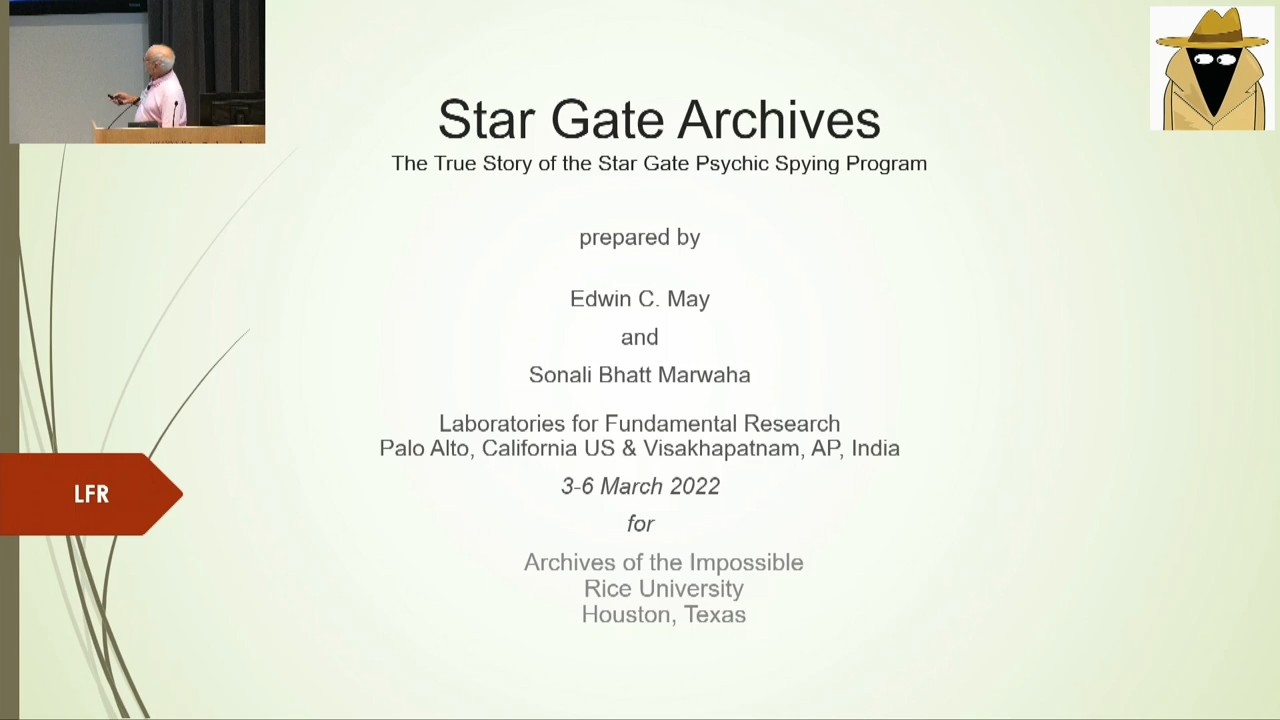 Star Gate Archives
The True Story of the Star Gate Psychic Spying Program
prepared by
Edwin C. May
and
Sonali Bhatt Marwaha
Laboratories for Fundamental Research
Palo Alto, California US & Visakhapatnam, AP, India
3-6 March 2022
for
Archives of the Impossible
Rice University
Houston, Texas
LFR